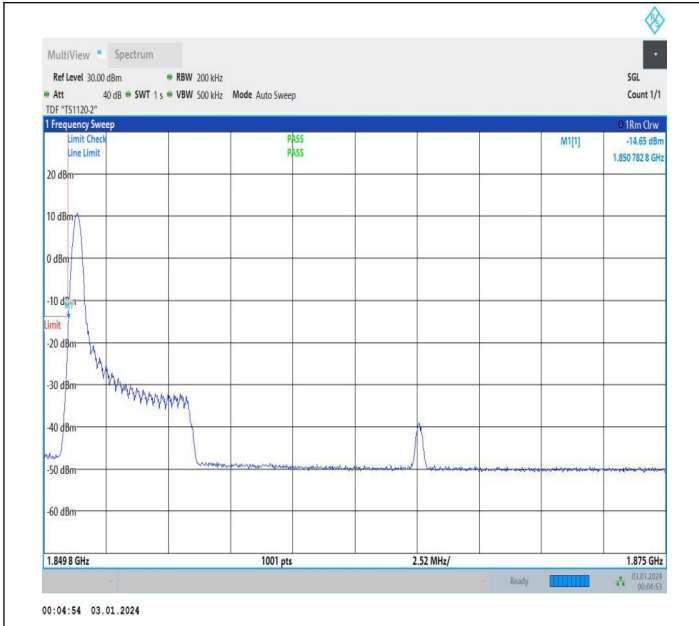 R&S
MultiView Spectrum
Ref Level 30.00 dBm RBW 200 kHz SGL
Att 40 dB SWT 1 s VBW 500 kHz Mode Auto Sweep Count 1/1
TDF "TS1120-2"
1 Frequency Sweep 1Rm Clrw
Limit Check PASS M1[1] -14.65 dBm
Line Limit PASS 1.850 782 8 GHz
20 dBm
10 dBm
0 dBm
-10 dBm
M1
Limit
-20 dBm
-30 dBm
-40 dBm
-50 dBm
-60 dBm
1.849 8 GHz 1001 pts 2.52 MHz/ 1.875 GHz
Ready 03.01.2024
00:04:53
00:04:54 03.01.2024